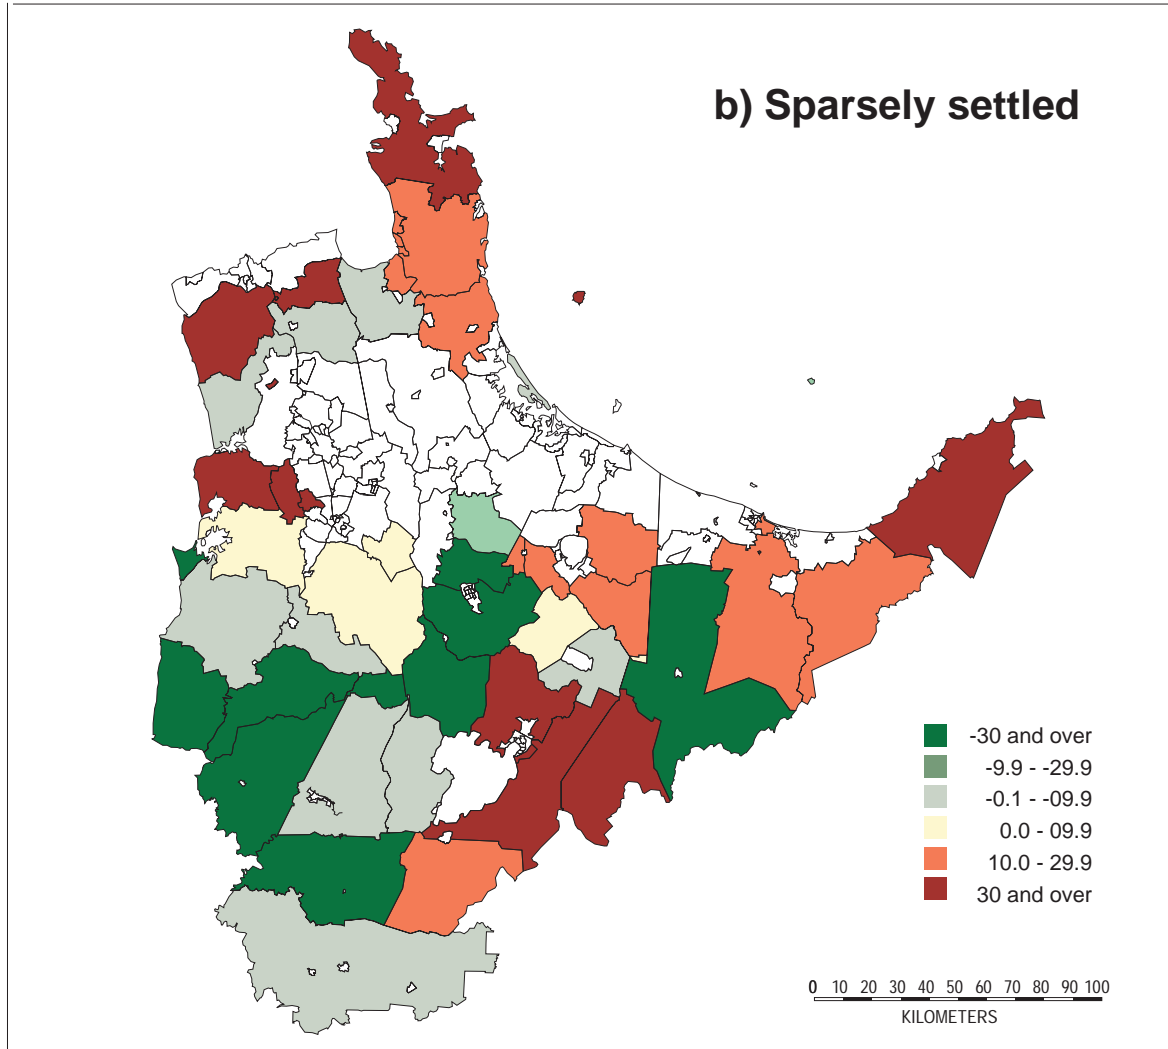 b) Sparsely settled
-30 and over
-9.9 - -29.9
-0.1 - -09.9
0.0 - 09.9
10.0 - 29.9
30 and over
0 10 20 30 40 50 60 70 80 90 100
KILOMETERS